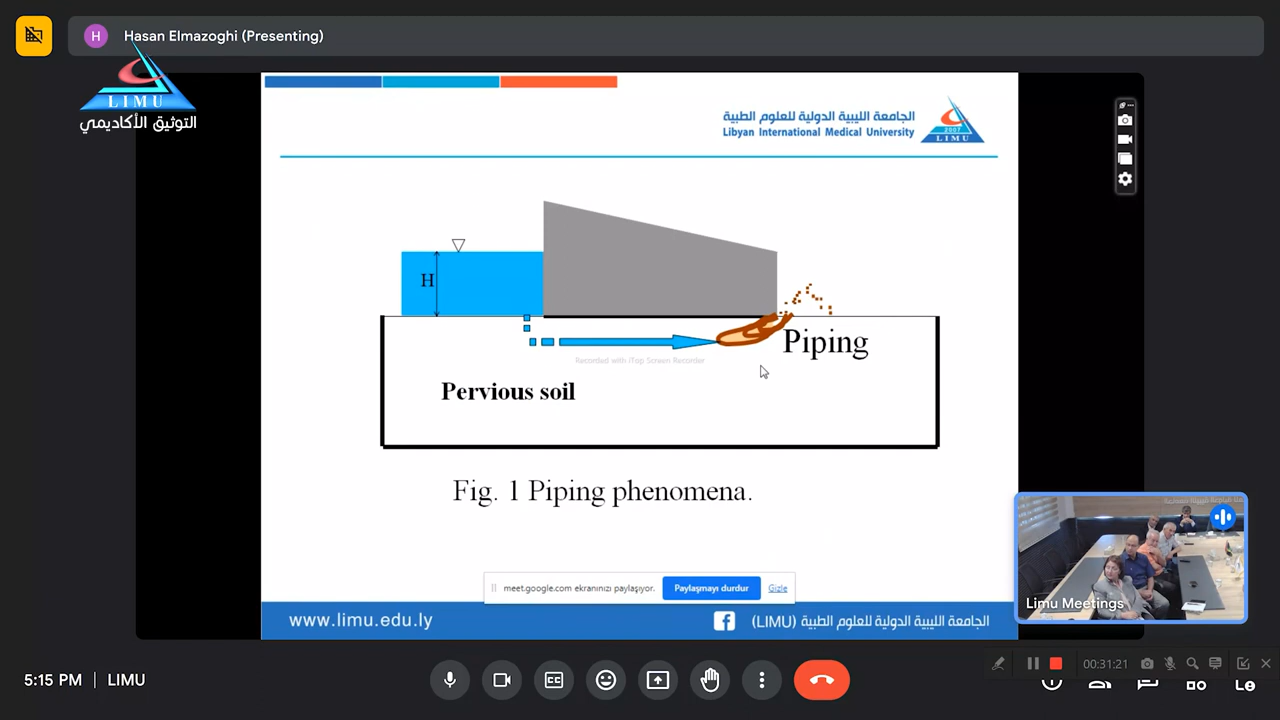 H
Hasan Elmazoghi (Presenting)
LIMU
التوثيق الأكاديمي
الجامعة الليبية الدولية للعلوم الطبية
Libyan International Medical University
2007
LIMU
H
Piping
Recorded with iTop Screen Recorder
Pervious soil
Fig. 1 Piping phenomena.
meet.google.com ekranınızı paylaşıyor.
Paylaşmayı durdur
Gizle
www.limu.edu.ly
الجامعة الليبية الدولية للعلوم الطبية (LIMU)
Limu Meetings
5:15 PM | LIMU
00:31:21